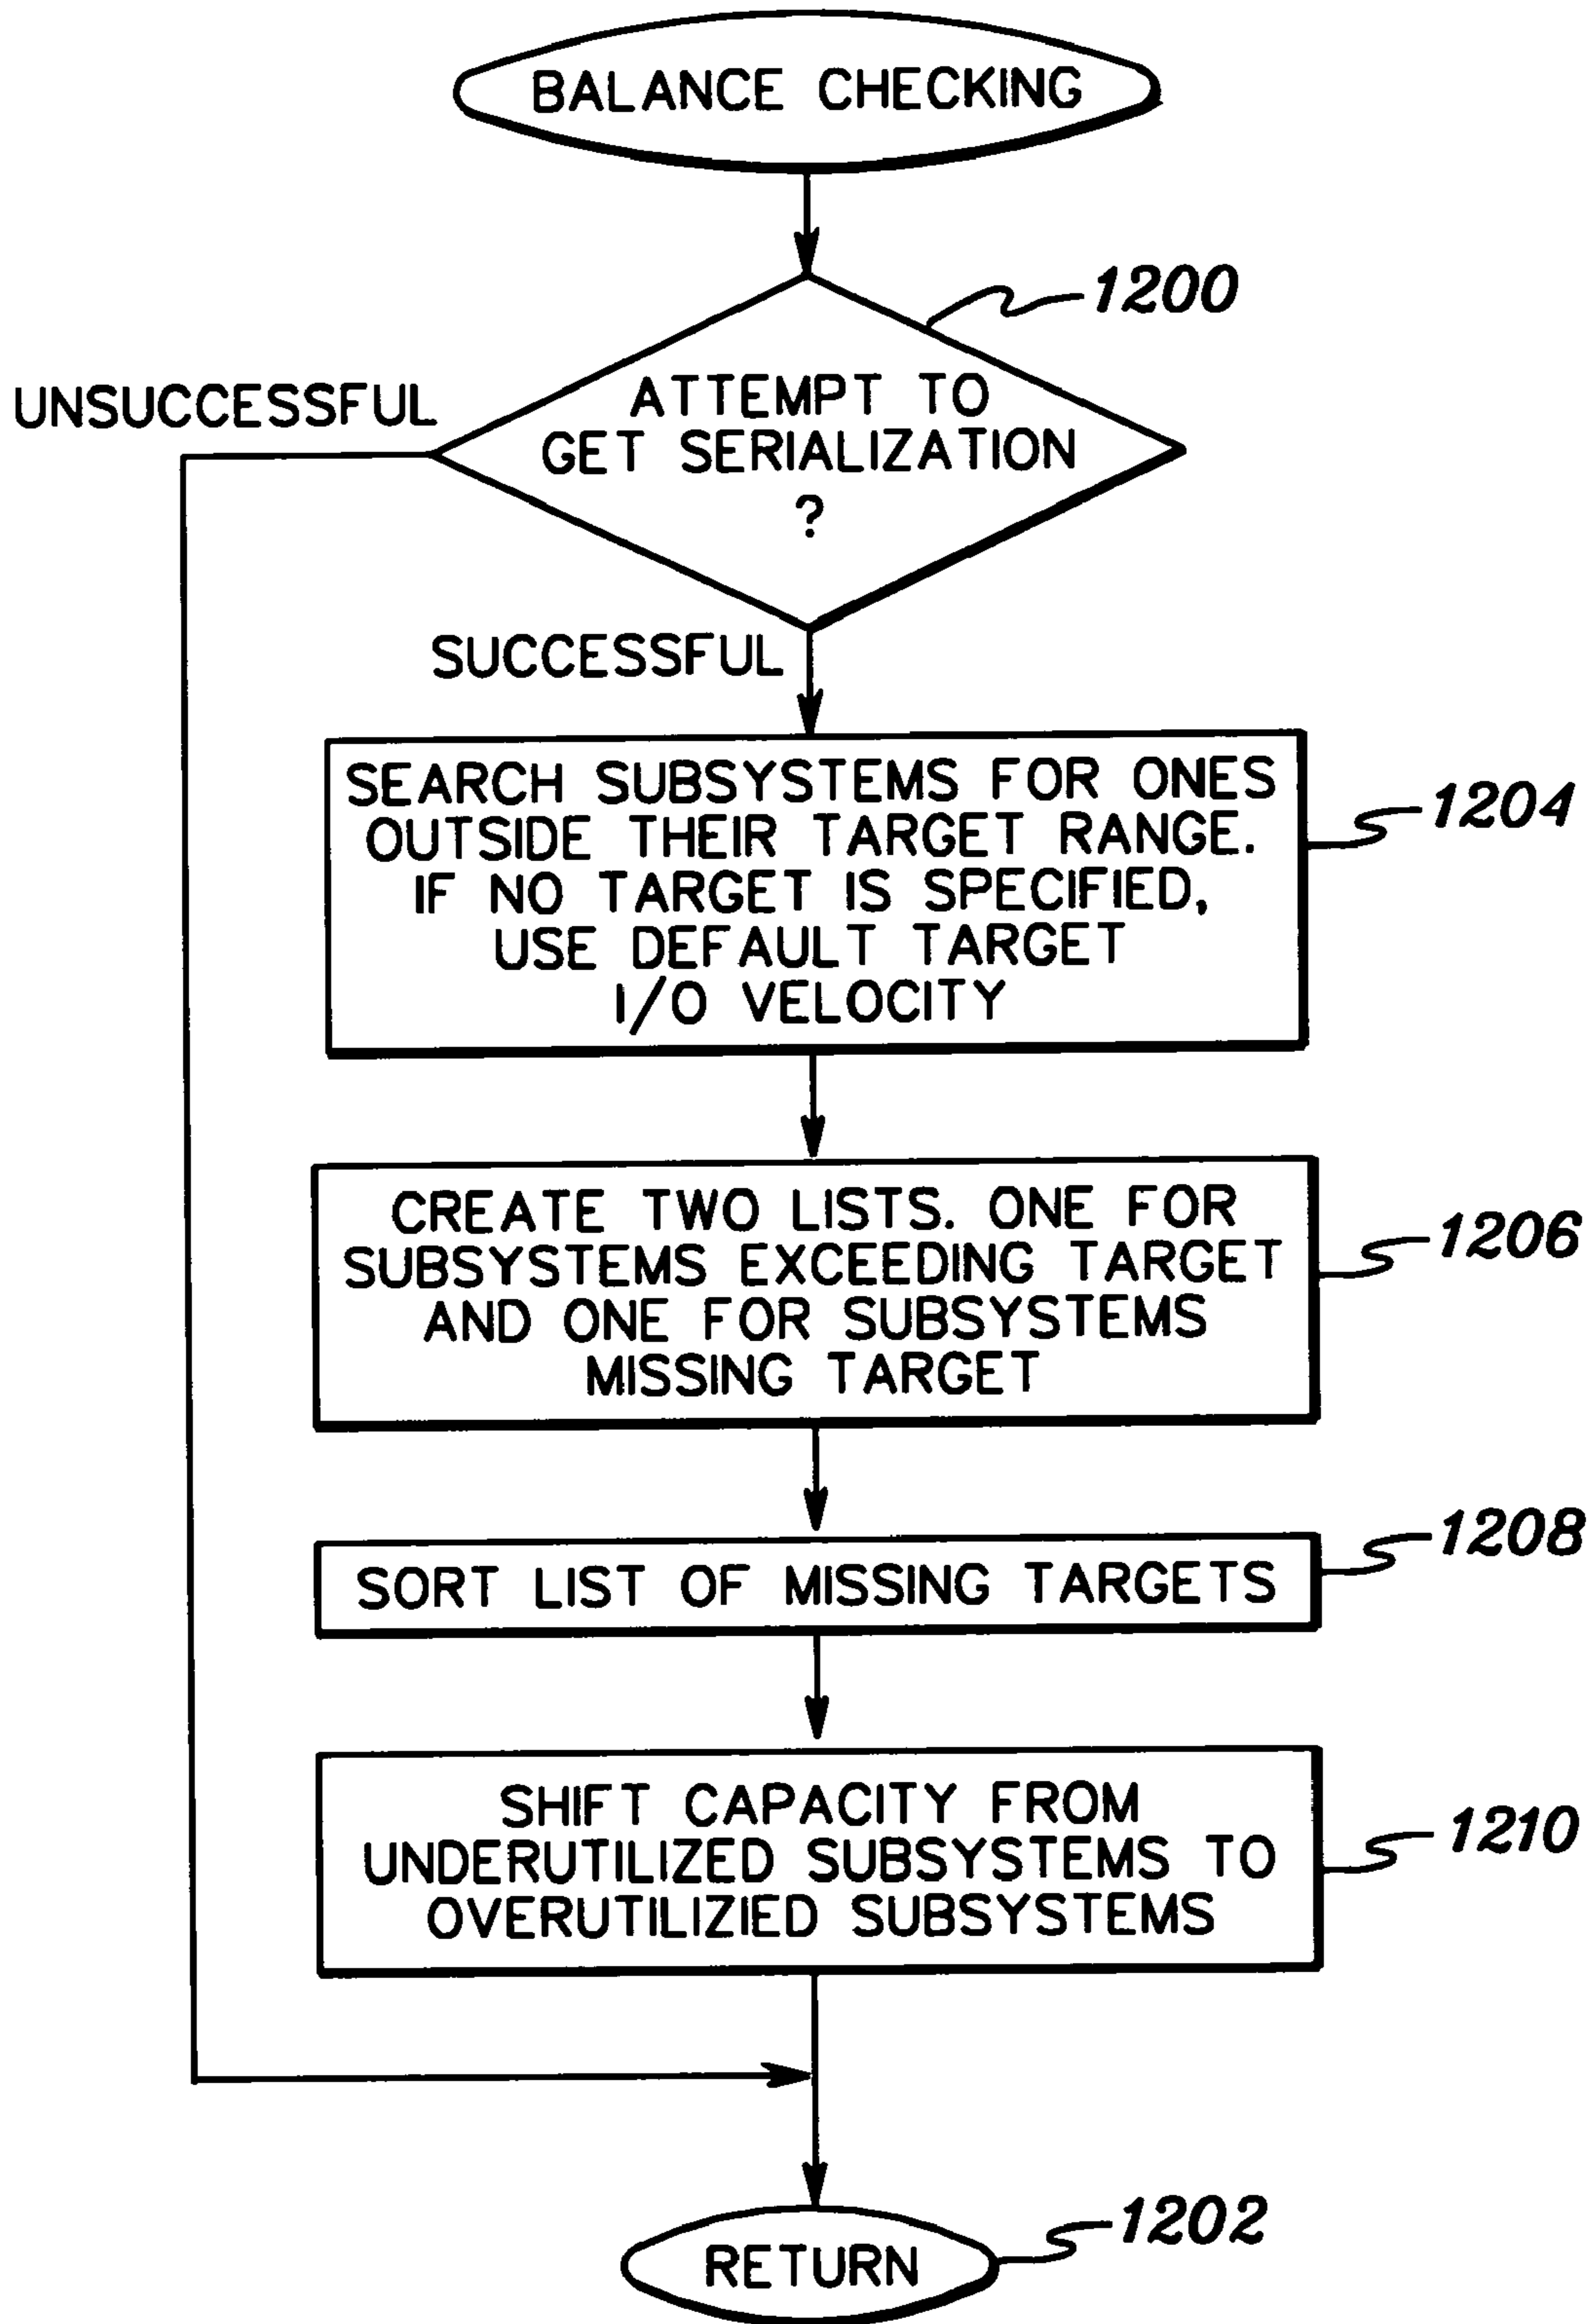 BALANCE CHECKING
1200
UNSUCCESSFUL
ATTEMPT TO
GET SERIALIZATION
?
SUCCESSFUL
SEARCH SUBSYSTEMS FOR ONES
OUTSIDE THEIR TARGET RANGE.
IF NO TARGET IS SPECIFIED,
USE DEFAULT TARGET
I/O VELOCITY
1204
CREATE TWO LISTS. ONE FOR
SUBSYSTEMS EXCEEDING TARGET
AND ONE FOR SUBSYSTEMS
MISSING TARGET
1206
SORT LIST OF MISSING TARGETS
1208
SHIFT CAPACITY FROM
UNDERUTILIZED SUBSYSTEMS TO
OVERUTILIZIED SUBSYSTEMS
1210
RETURN
1202